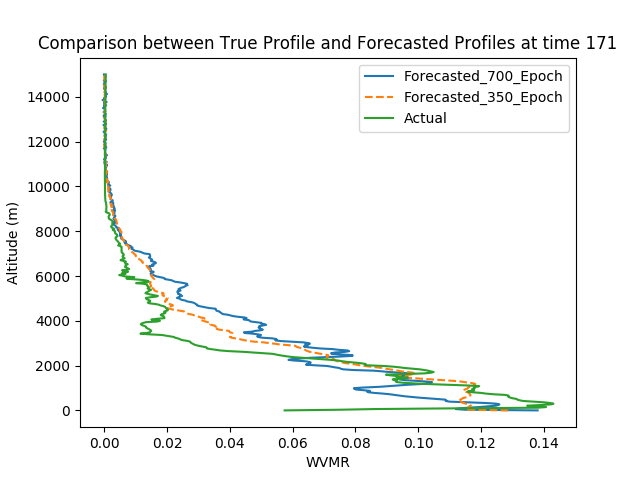 Comparison between True Profile and Forecasted Profiles at time 171
Forecasted_700_Epoch
Forecasted_350_Epoch
Actual
Altitude (m)
14000
12000
10000
8000
6000
4000
2000
0
0.00 0.02 0.04 0.06 0.08 0.10 0.12 0.14
WVMR